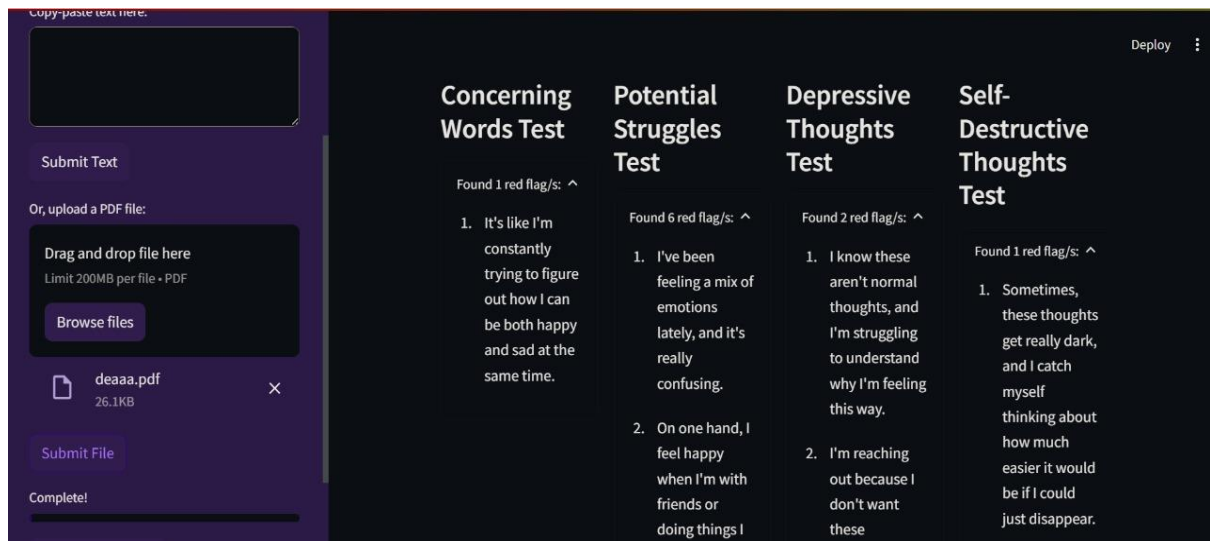 Copy-paste text here:
Submit Text
Or, upload a PDF file:
Drag and drop file here
Limit 200MB per file • PDF
Browse files
deaaa.pdf
26.1KB
Submit File
Complete!
Deploy
Concerning
Words Test
Found 1 red flag/s:
1. It's like I'm
constantly
trying to figure
out how I can
be both happy
and sad at the
same time.
Potential
Struggles
Test
Found 6 red flag/s:
1. I've been
feeling a mix of
emotions
lately, and it's
really
confusing.
2. On one hand, I
feel happy
when I'm with
friends or
doing things I
Depressive
Thoughts
Test
Found 2 red flag/s:
1. I know these
aren't normal
thoughts, and
I'm struggling
to understand
why I'm feeling
this way.
2. I'm reaching
out because I
don't want
these
Self-
Destructive
Thoughts
Test
Found 1 red flag/s:
1. Sometimes,
these thoughts
get really dark,
and I catch
myself
thinking about
how much
easier it would
be if I could
just disappear.